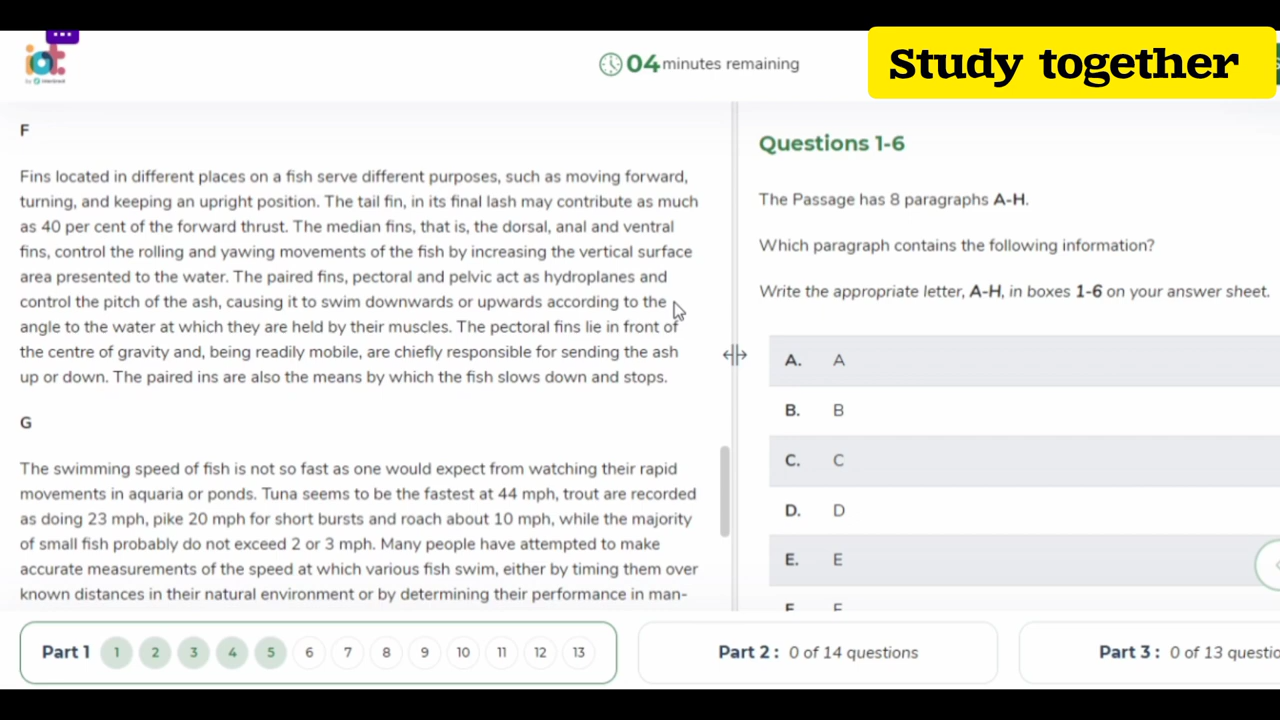 iot
04 minutes remaining
Study together
F
Fins located in different places on a fish serve different purposes, such as moving forward,
turning, and keeping an upright position. The tail fin, in its final lash may contribute as much
as 40 per cent of the forward thrust. The median fins, that is, the dorsal, anal and ventral
fins, control the rolling and yawing movements of the fish by increasing the vertical surface
area presented to the water. The paired fins, pectoral and pelvic act as hydroplanes and
control the pitch of the ash, causing it to swim downwards or upwards according to the
angle to the water at which they are held by their muscles. The pectoral fins lie in front of
the centre of gravity and, being readily mobile, are chiefly responsible for sending the ash
up or down. The paired ins are also the means by which the fish slows down and stops.
G
The swimming speed of fish is not so fast as one would expect from watching their rapid
movements in aquaria or ponds. Tuna seems to be the fastest at 44 mph, trout are recorded
as doing 23 mph, pike 20 mph for short bursts and roach about 10 mph, while the majority
of small fish probably do not exceed 2 or 3 mph. Many people have attempted to make
accurate measurements of the speed at which various fish swim, either by timing them over
known distances in their natural environment or by determining their performance in man-
Questions 1-6
The Passage has 8 paragraphs A-H.
Which paragraph contains the following information?
Write the appropriate letter, A-H, in boxes 1-6 on your answer sheet.
A. A
B. B
C. C
D. D
E. E
F. F
Part 1 1 2 3 4 5 6 7 8 9 10 11 12 13
Part 2 : 0 of 14 questions
Part 3 : 0 of 13 questio